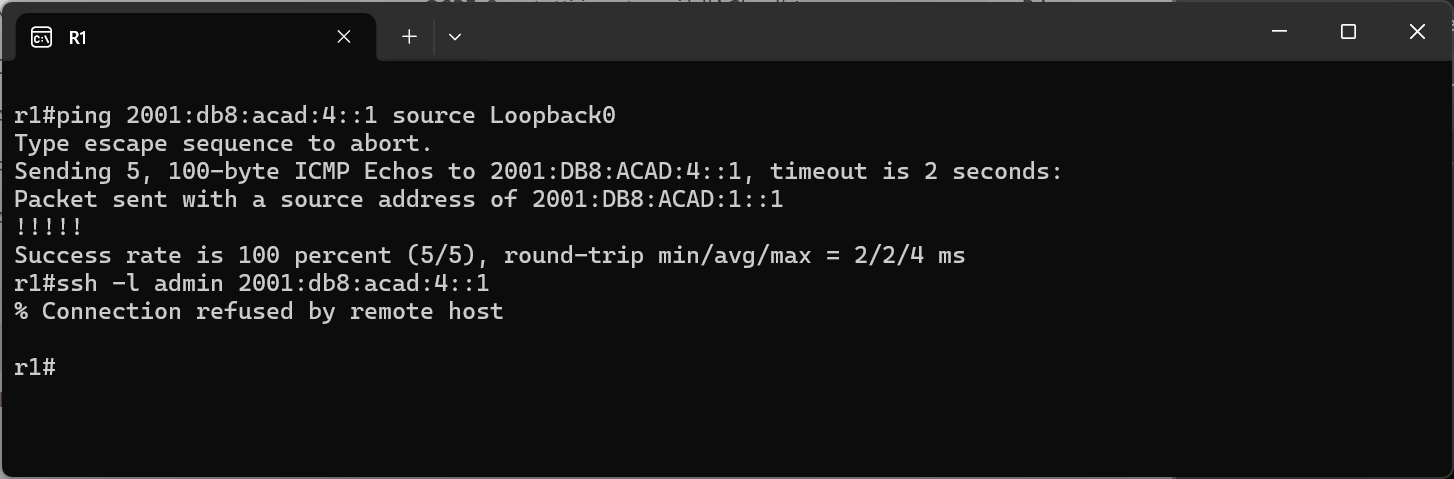 R1
r1#ping 2001:db8:acad:4::1 source Loopback0
Type escape sequence to abort.
Sending 5, 100-byte ICMP Echos to 2001:DB8:ACAD:4::1, timeout is 2 seconds:
Packet sent with a source address of 2001:DB8:ACAD:1::1
!!!!!
Success rate is 100 percent (5/5), round-trip min/avg/max = 2/2/4 ms
r1#ssh -l admin 2001:db8:acad:4::1
% Connection refused by remote host
r1#